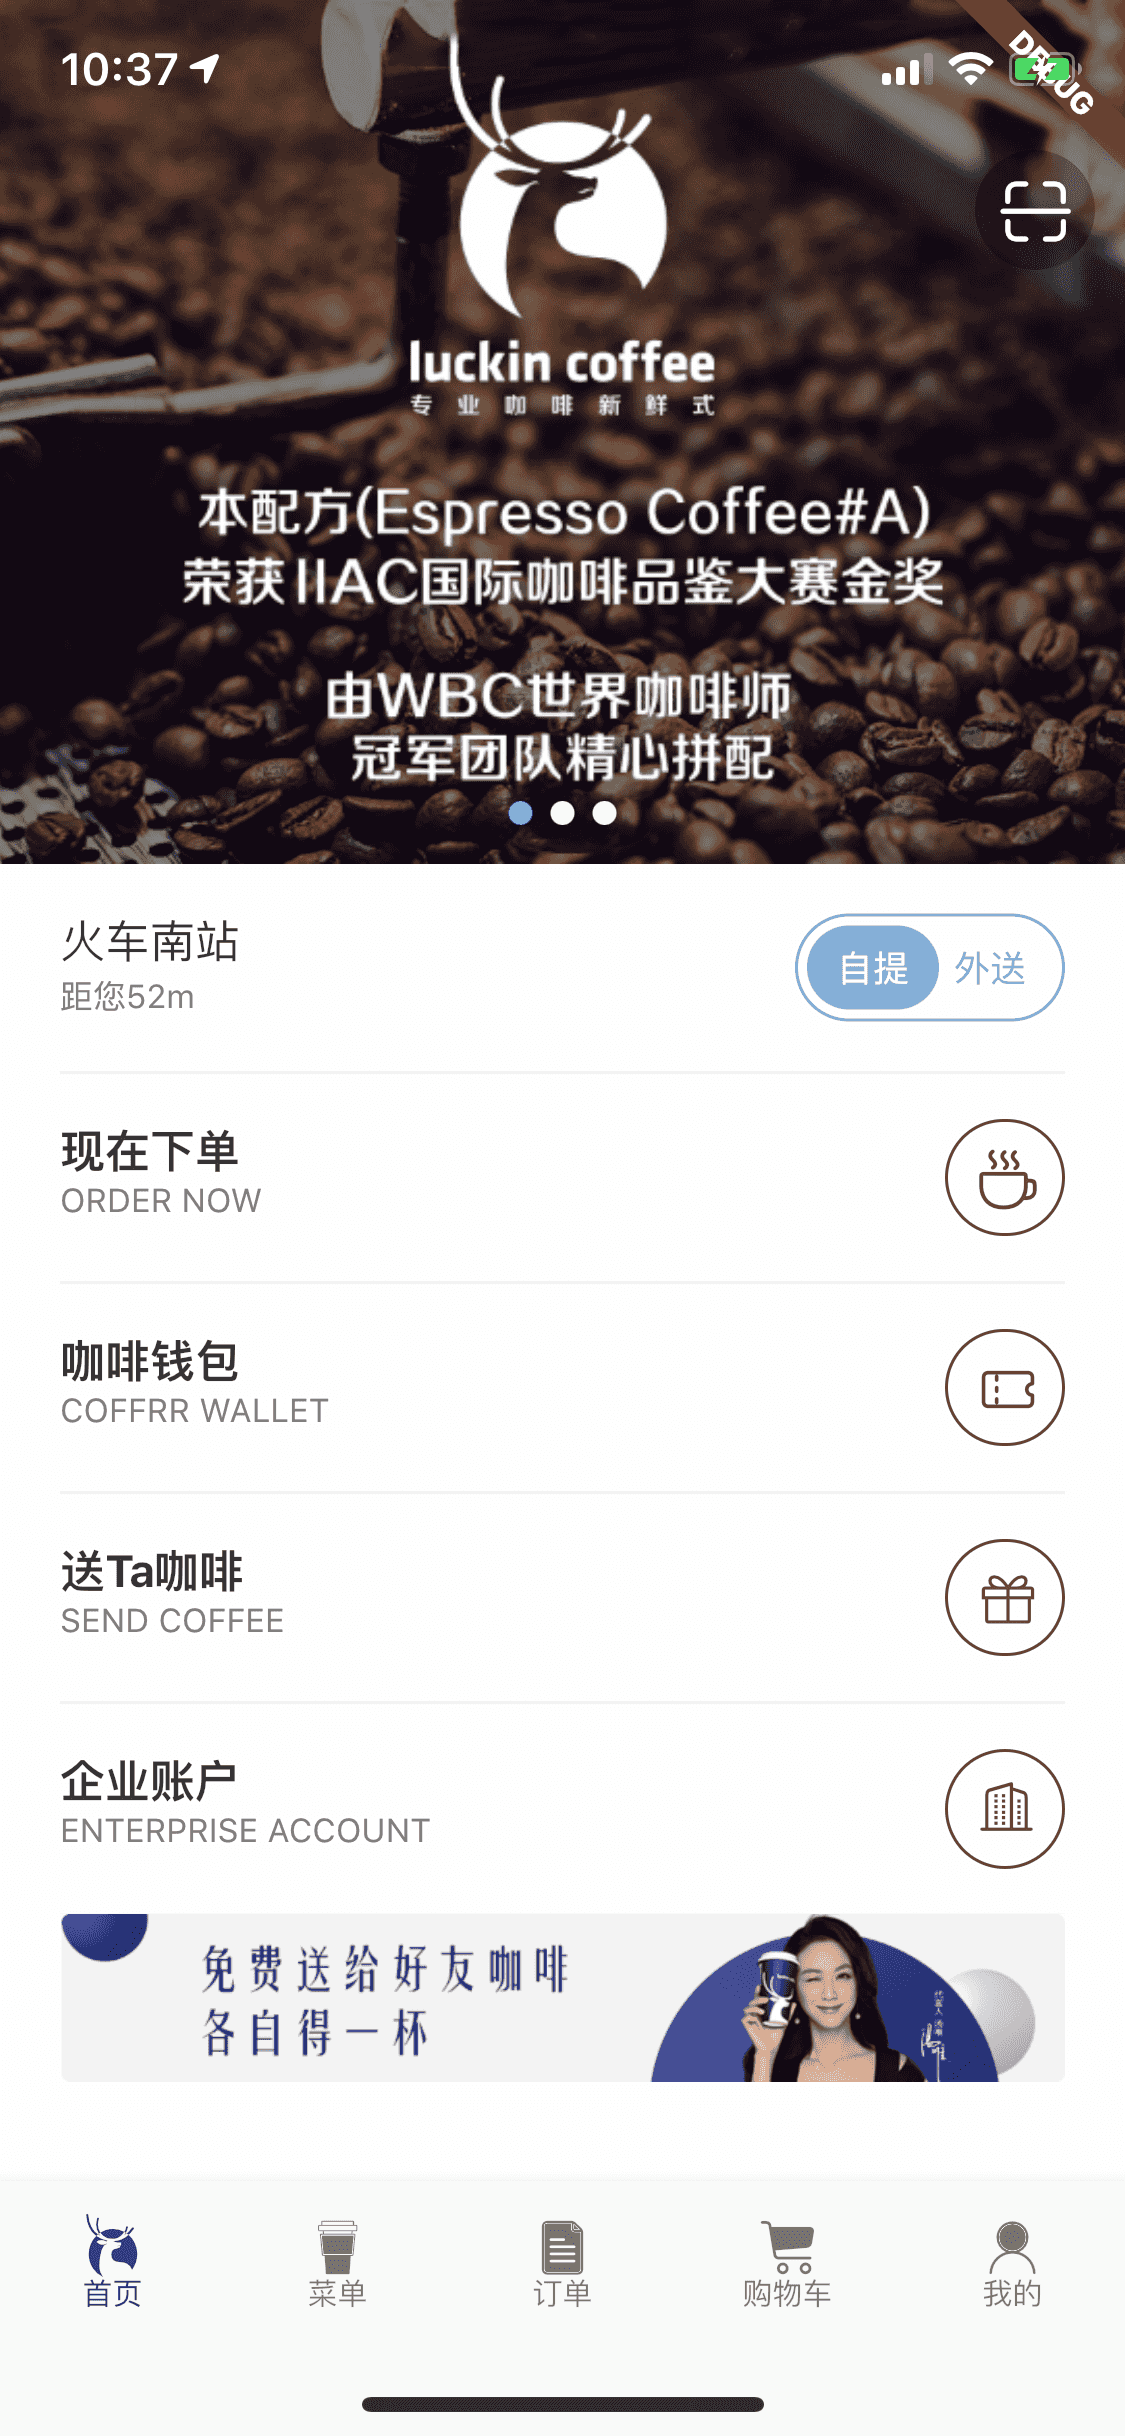 10:37
DEBUG
luckin coffee
专业咖啡新鲜式
本配方(Espresso Coffee#A)
荣获IIAC国际咖啡品鉴大赛金奖
由WBC世界咖啡师
冠军团队精心拼配
火车南站
距您52m
自提 外送
现在下单
ORDER NOW
咖啡钱包
COFFRR WALLET
送Ta咖啡
SEND COFFEE
企业账户
ENTERPRISE ACCOUNT
免费送给好友咖啡
各自得一杯
首页 菜单 订单 购物车 我的